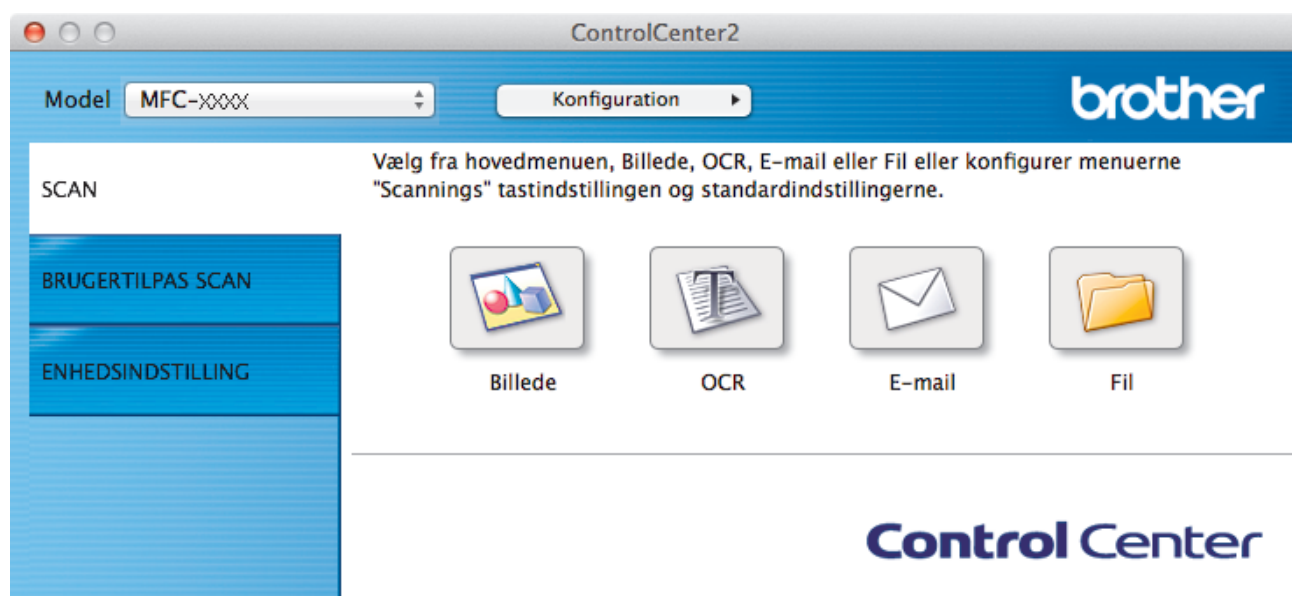 ControlCenter2
Model MFC-XXXX Konfiguration
brother
SCAN
Vælg fra hovedmenuen, Billede, OCR, E-mail eller Fil eller konfigurer menuerne
"Scannings" tastindstillingen og standardindstillingerne.
BRUGERTILPAS SCAN
ENHEDSINDSTILLING
Billede OCR E-mail Fil
Control Center